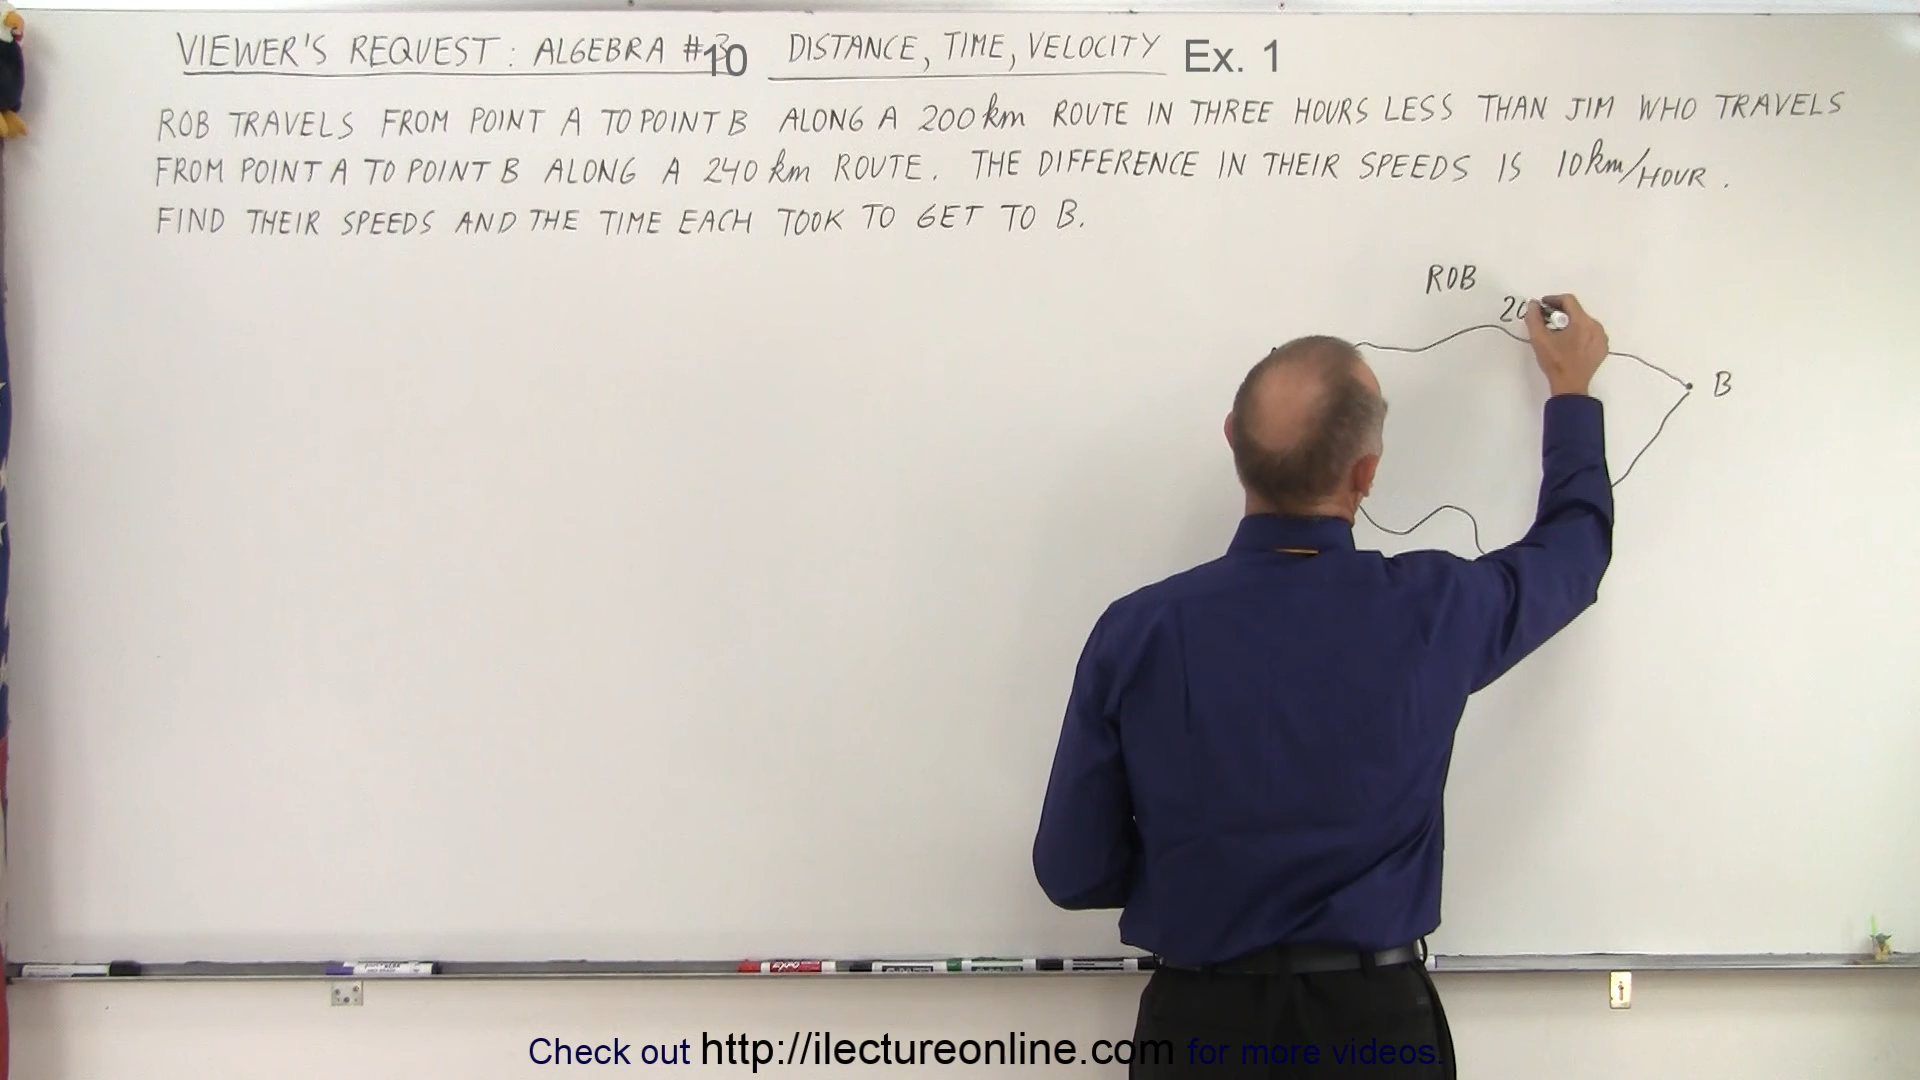 VIEWER'S REQUEST: ALGEBRA #10 DISTANCE, TIME, VELOCITY Ex. 1
ROB TRAVELS FROM POINT A TO POINT B ALONG A 200 km ROUTE IN THREE HOURS LESS THAN JIM WHO TRAVELS
FROM POINT A TO POINT B ALONG A 240 km ROUTE. THE DIFFERENCE IN THEIR SPEEDS IS 10 km/HOUR.
FIND THEIR SPEEDS AND THE TIME EACH TOOK TO GET TO B.
ROB
20
B
EXPO
Check out http://ilectureonline.com for more videos.